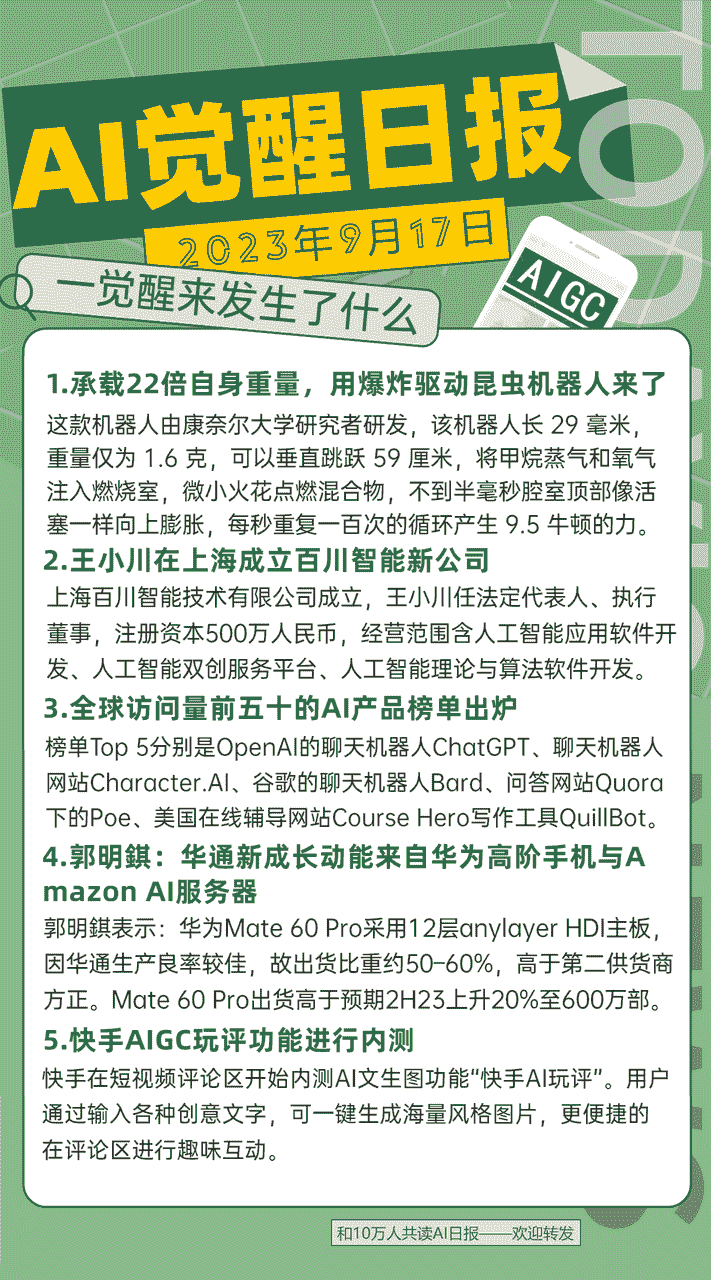 AI觉醒日报
2023年9月17日
一觉醒来发生了什么
AIGC
1.承载22倍自身重量，用爆炸驱动昆虫机器人来了
这款机器人由康奈尔大学研究者研发，该机器人长 29 毫米，
重量仅为 1.6 克，可以垂直跳跃 59 厘米，将甲烷蒸气和氧气
注入燃烧室，微小火花点燃混合物，不到半毫秒腔室顶部像活
塞一样向上膨胀，每秒重复一百次的循环产生 9.5 牛顿的力。
2.王小川在上海成立百川智能新公司
上海百川智能技术有限公司成立，王小川任法定代表人、执行
董事，注册资本500万人民币，经营范围含人工智能应用软件开
发、人工智能双创服务平台、人工智能理论与算法软件开发。
3.全球访问量前五十的AI产品榜单出炉
榜单Top 5分别是OpenAI的聊天机器人ChatGPT、聊天机器人
网站Character.AI、谷歌的聊天机器人Bard、问答网站Quora
下的Poe、美国在线辅导网站Course Hero写作工具QuillBot。
4.郭明錤：华通新成长动能来自华为高阶手机与A
mazon AI服务器
郭明錤表示：华为Mate 60 Pro采用12层anylayer HDI主板，
因华通生产良率较佳，故出货比重约50–60%，高于第二供货商
方正。Mate 60 Pro出货高于预期2H23上升20%至600万部。
5.快手AIGC玩评功能进行内测
快手在短视频评论区开始内测AI文生图功能“快手AI玩评”。用户
通过输入各种创意文字，可一键生成海量风格图片，更便捷的
在评论区进行趣味互动。
和10万人共读AI日报——欢迎转发